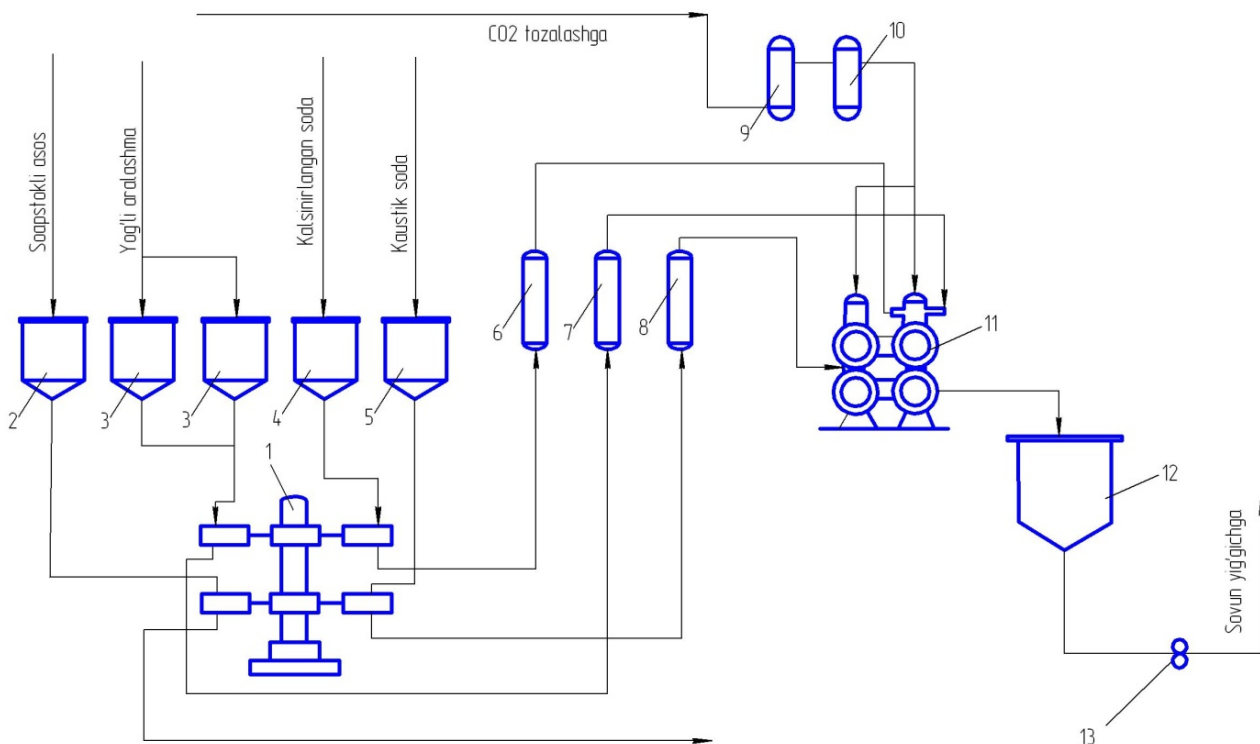 CO2 tozalashga
10
9
Soapstokli asos
Yog'li aralashma
Kalsinirlangan soda
Kaustik soda
6
7
8
11
2
3
3
4
5
1
12
Sovun yig'gichga
13